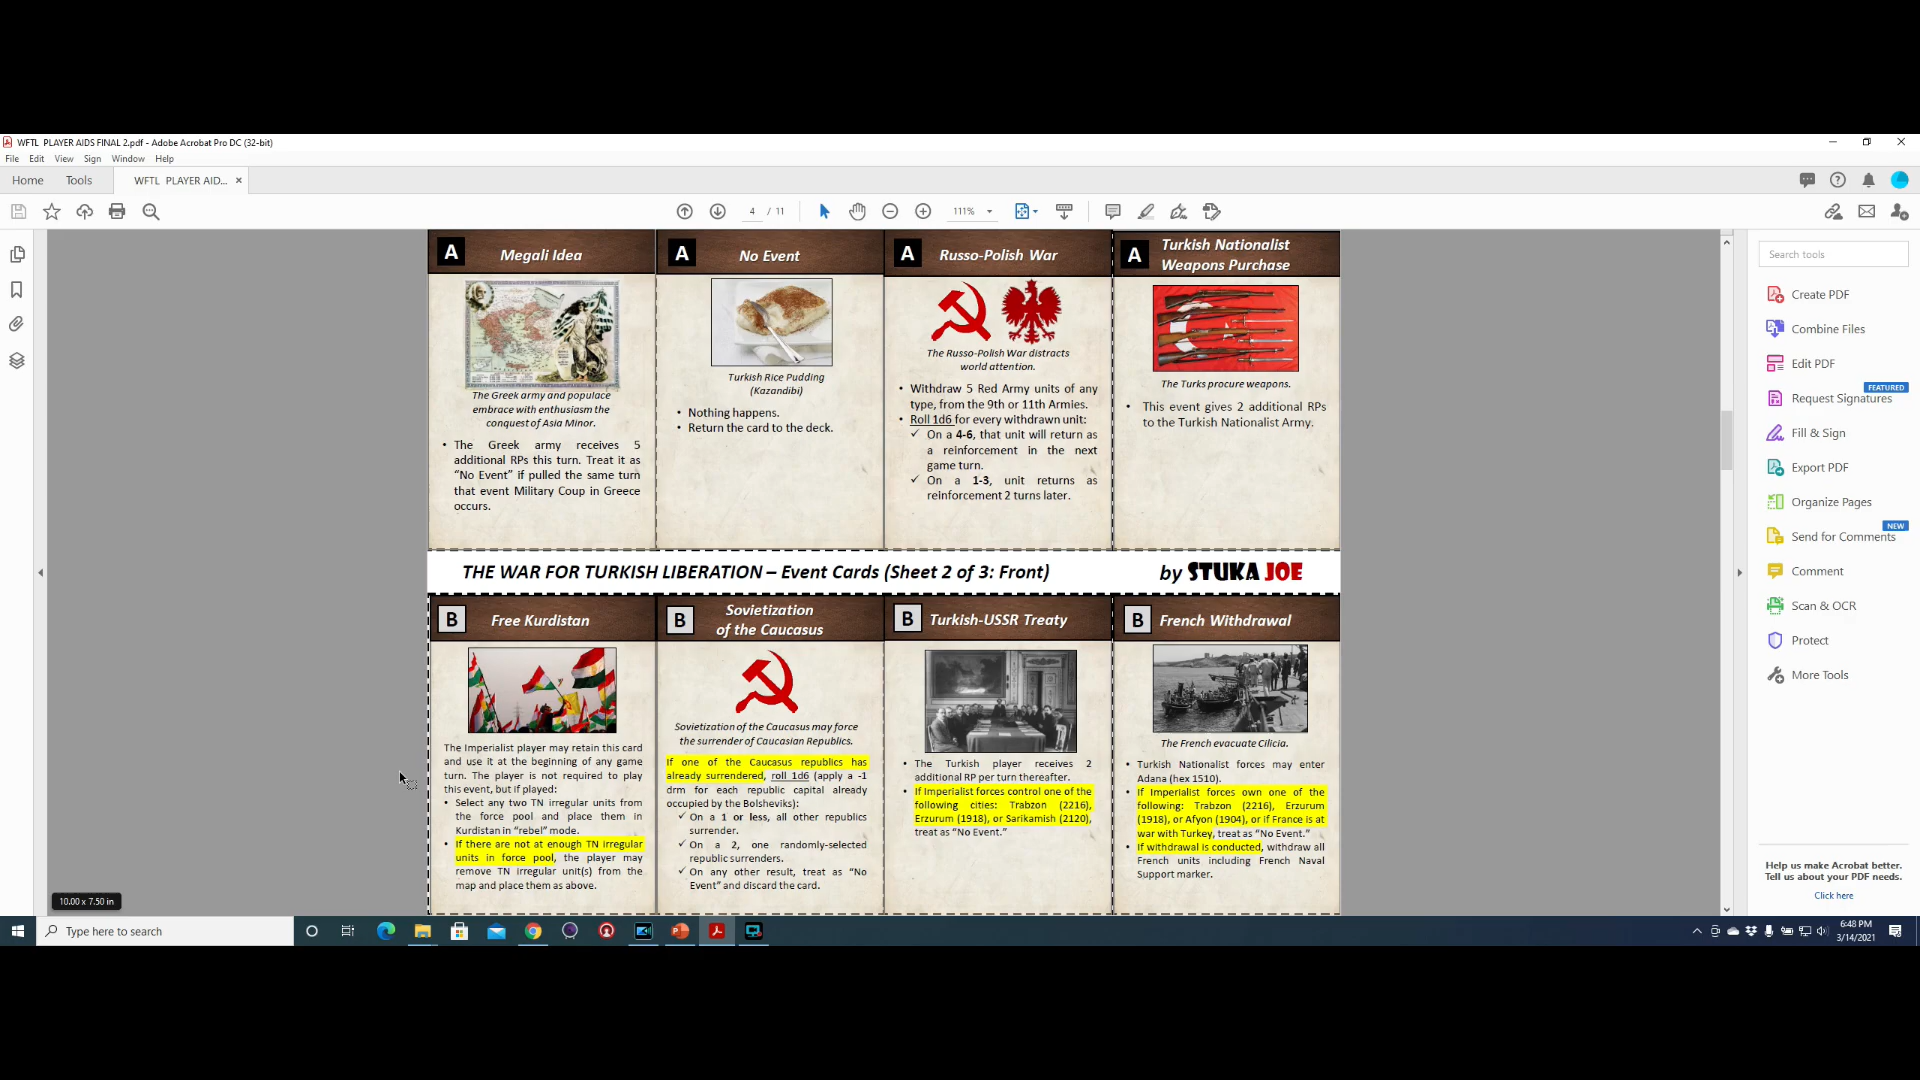 WFTL PLAYER AIDS FINAL 2.pdf - Adobe Acrobat Pro DC (32-bit)
File Edit View Sign Window Help
Home Tools WFTL PLAYER AID... ×
4 / 11 111%
A Megali Idea
The Greek army and populace
embrace with enthusiasm the
conquest of Asia Minor.
• The Greek army receives 5
additional RPs this turn. Treat it as
“No Event” if pulled the same turn
that event Military Coup in Greece
occurs.
A No Event
Turkish Rice Pudding
(Kazandibi)
• Nothing happens.
• Return the card to the deck.
A Russo-Polish War
The Russo-Polish War distracts
world attention.
• Withdraw 5 Red Army units of any
type, from the 9th or 11th Armies.
• Roll 1d6 for every withdrawn unit:
✓ On a 4-6, that unit will return as
a reinforcement in the next
game turn.
✓ On a 1-3, unit returns as
reinforcement 2 turns later.
A Turkish Nationalist
Weapons Purchase
The Turks procure weapons.
• This event gives 2 additional RPs
to the Turkish Nationalist Army.
THE WAR FOR TURKISH LIBERATION – Event Cards (Sheet 2 of 3: Front) by STUKA JOE
B Free Kurdistan
The Imperialist player may retain this card
and use it at the beginning of any game
turn. The player is not required to play
this event, but if played:
• Select any two TN irregular units from
the force pool and place them in
Kurdistan in “rebel” mode.
• If there are not at enough TN irregular
units in force pool, the player may
remove TN irregular unit(s) from the
map and place them as above.
B Sovietization
of the Caucasus
Sovietization of the Caucasus may force
the surrender of Caucasian Republics.
If one of the Caucasus republics has
already surrendered, roll 1d6 (apply a -1
drm for each republic capital already
occupied by the Bolsheviks):
✓ On a 1 or less, all other republics
surrender.
✓ On a 2, one randomly-selected
republic surrenders.
✓ On any other result, treat as “No
Event” and discard the card.
B Turkish-USSR Treaty
• The Turkish player receives 2
additional RP per turn thereafter.
• If Imperialist forces control one of the
following cities: Trabzon (2216),
Erzurum (1918), or Sarikamish (2120),
treat as “No Event.”
B French Withdrawal
The French evacuate Cilicia.
• Turkish Nationalist forces may enter
Adana (hex 1510).
• If Imperialist forces own one of the
following: Trabzon (2216), Erzurum
(1918), or Afyon (1904), or if France is at
war with Turkey, treat as “No Event.”
• If withdrawal is conducted, withdraw all
French units including French Naval
Support marker.
Search tools
Create PDF
Combine Files
Edit PDF
FEATURED
Request Signatures
Fill & Sign
Export PDF
Organize Pages
NEW
Send for Comments
Comment
Scan & OCR
Protect
More Tools
Help us make Acrobat better.
Tell us about your PDF needs.
Click here
10.00 x 7.50 in
Type here to search
6:48 PM
3/14/2021